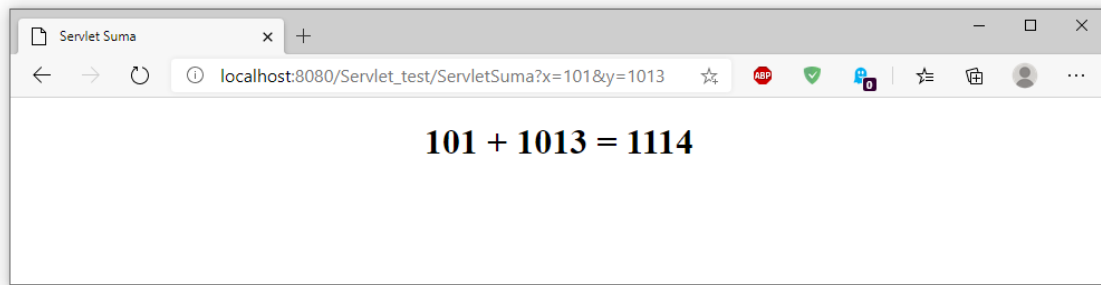 Servlet Suma
localhost:8080/Servlet_test/ServletSuma?x=101&y=1013
ABP
0
101 + 1013 = 1114